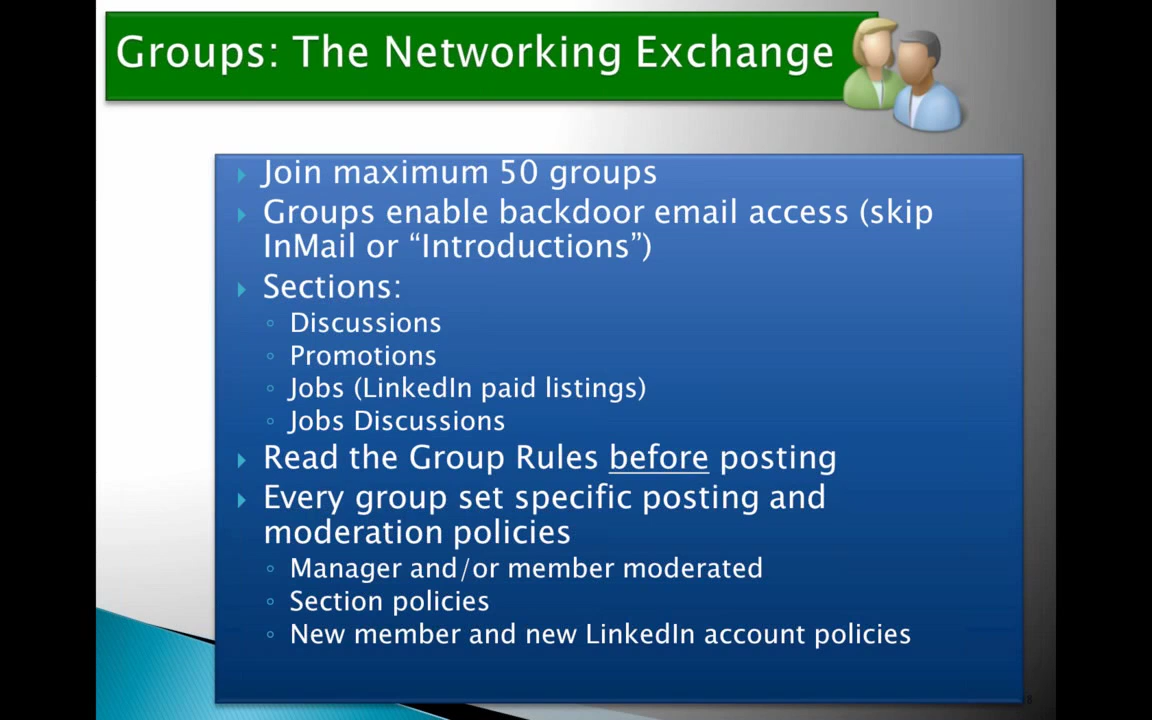 Groups: The Networking Exchange
Join maximum 50 groups
Groups enable backdoor email access (skip
InMail or “Introductions”)
Sections:
Discussions
Promotions
Jobs (LinkedIn paid listings)
Jobs Discussions
Read the Group Rules before posting
Every group set specific posting and
moderation policies
Manager and/or member moderated
Section policies
New member and new LinkedIn account policies
8